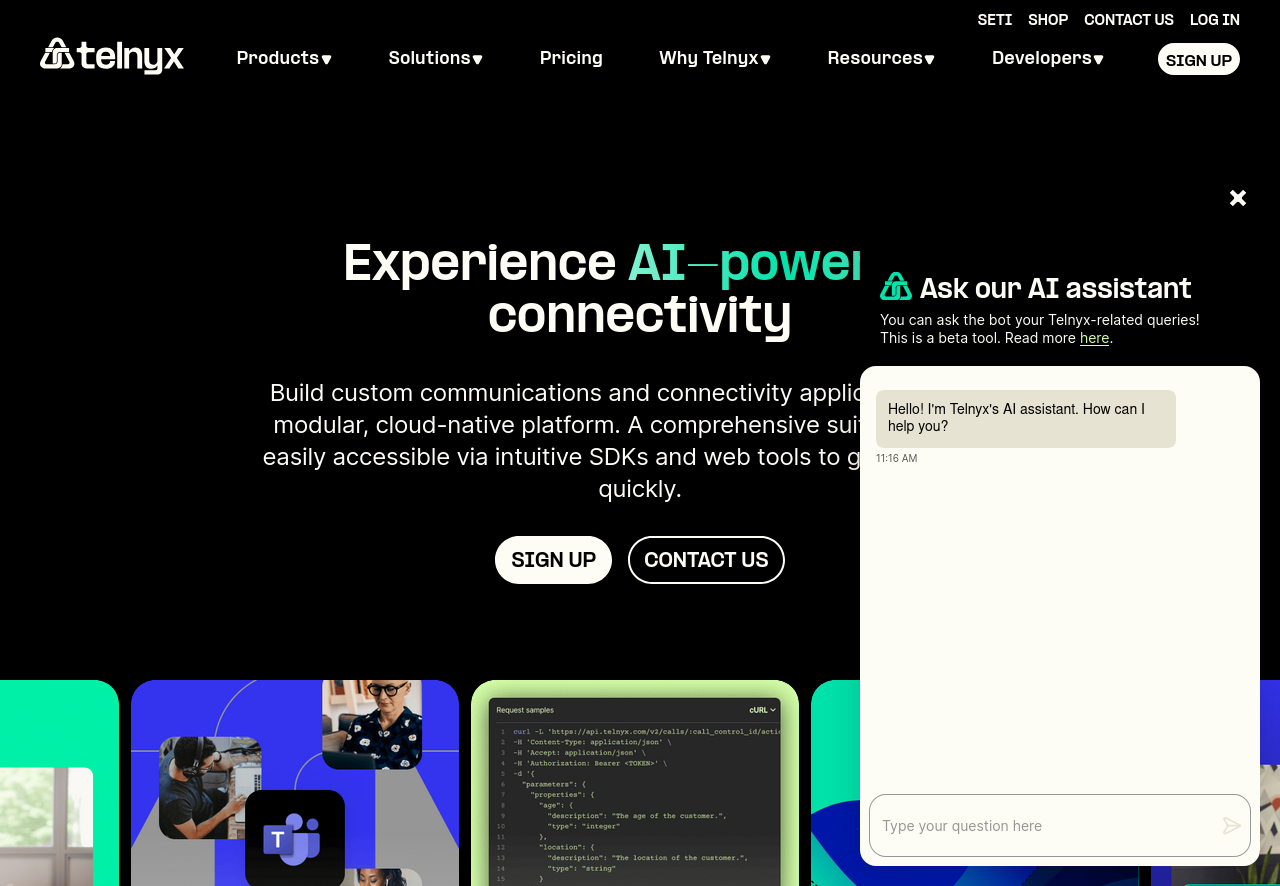 SETI SHOP CONTACT US LOG IN
telnyx Products Solutions Pricing Why Telnyx Resources Developers SIGN UP
Experience AI-power
connectivity
Build custom communications and connectivity applic
modular, cloud-native platform. A comprehensive suit
easily accessible via intuitive SDKs and web tools to g
quickly.
SIGN UP CONTACT US
Ask our AI assistant
You can ask the bot your Telnyx-related queries!
This is a beta tool. Read more here.
Hello! I'm Telnyx's AI assistant. How can I
help you?
11:16 AM
Type your question here
T
Request samples cURL
1 curl -L 'https://api.telnyx.com/v2/calls/:call_control_id/actio
2 -H 'Content-Type: application/json' \
3 -H 'Accept: application/json' \
4 -H 'Authorization: Bearer <TOKEN>' \
5 -d '{
6 "parameters": {
7 "properties": {
8 "age": {
9 "description": "The age of the customer.",
10 "type": "integer"
11 },
12 "location": {
13 "description": "The location of the customer.",
14 "type": "string"
15 }